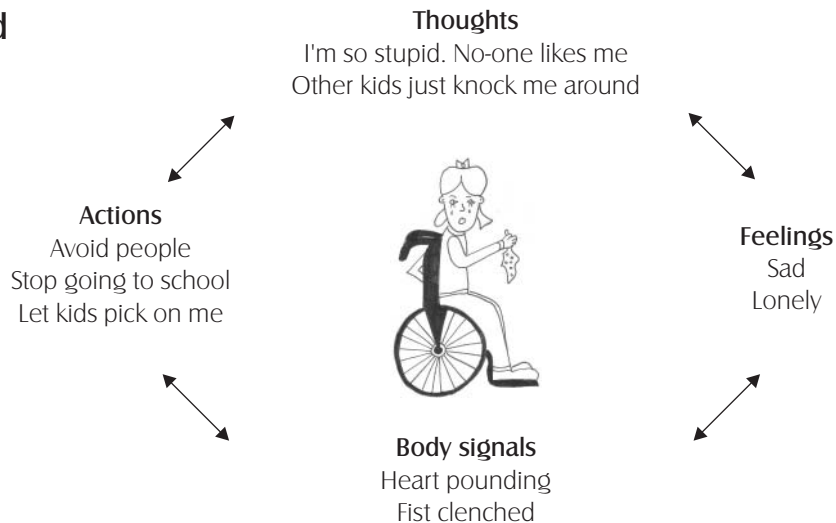 d
Thoughts
I'm so stupid. No-one likes me
Other kids just knock me around
Actions
Avoid people
Stop going to school
Let kids pick on me
Feelings
Sad
Lonely
Body signals
Heart pounding
Fist clenched